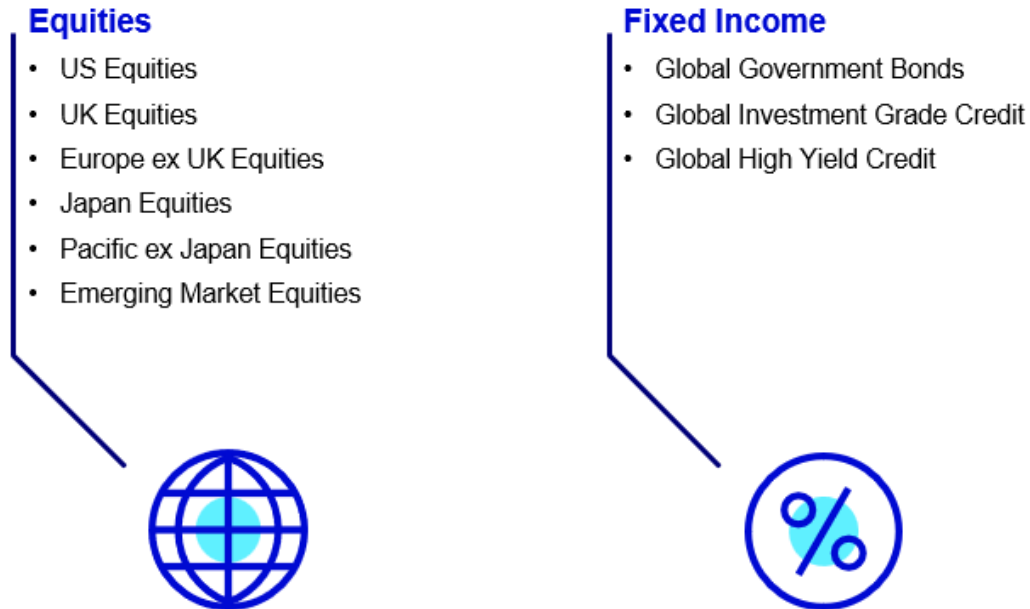 Equities
• US Equities
• UK Equities
• Europe ex UK Equities
• Japan Equities
• Pacific ex Japan Equities
• Emerging Market Equities
Fixed Income
• Global Government Bonds
• Global Investment Grade Credit
• Global High Yield Credit
%